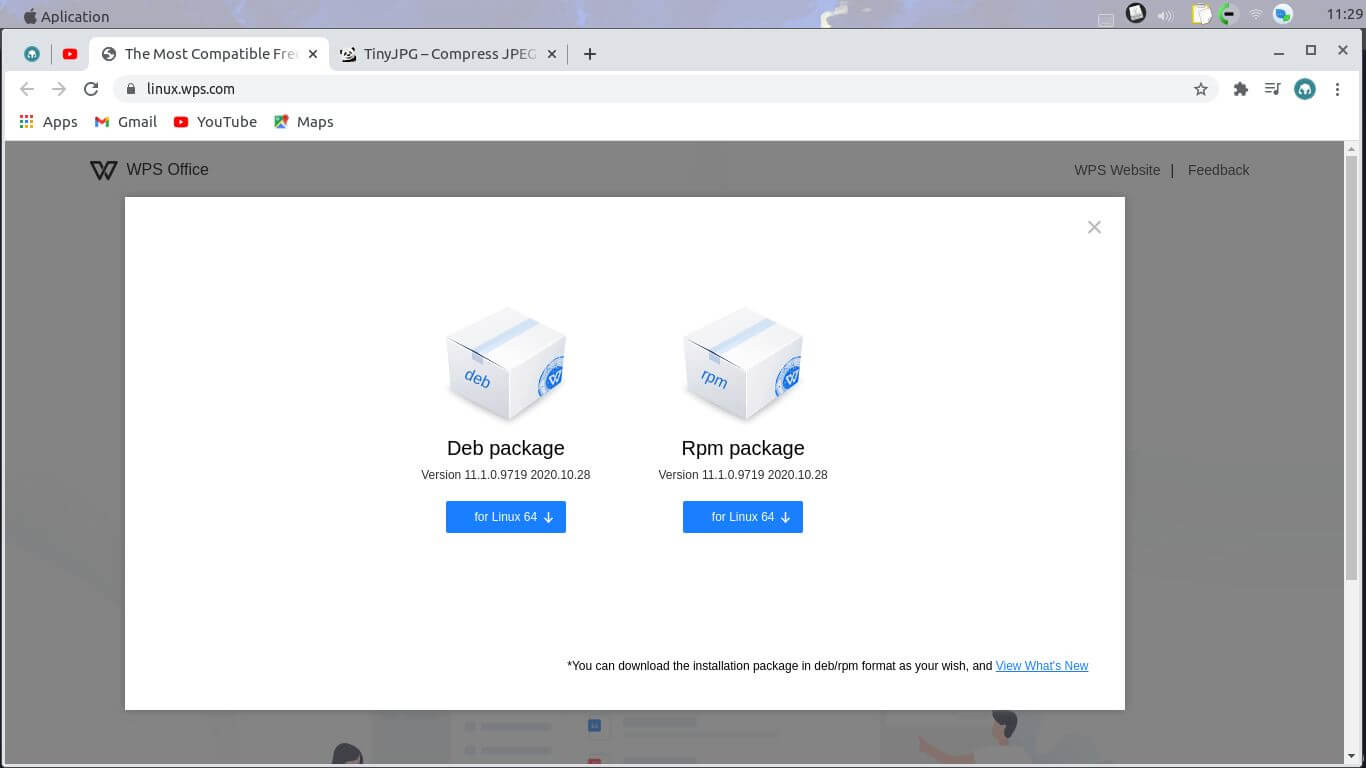 Aplication
11:29
The Most Compatible Fre
TinyJPG – Compress JPEG
linux.wps.com
Apps
Gmail
YouTube
Maps
WPS Office
WPS Website | Feedback
deb
rpm
Deb package
Rpm package
Version 11.1.0.9719 2020.10.28
Version 11.1.0.9719 2020.10.28
for Linux 64
for Linux 64
*You can download the installation package in deb/rpm format as your wish, and View What's New